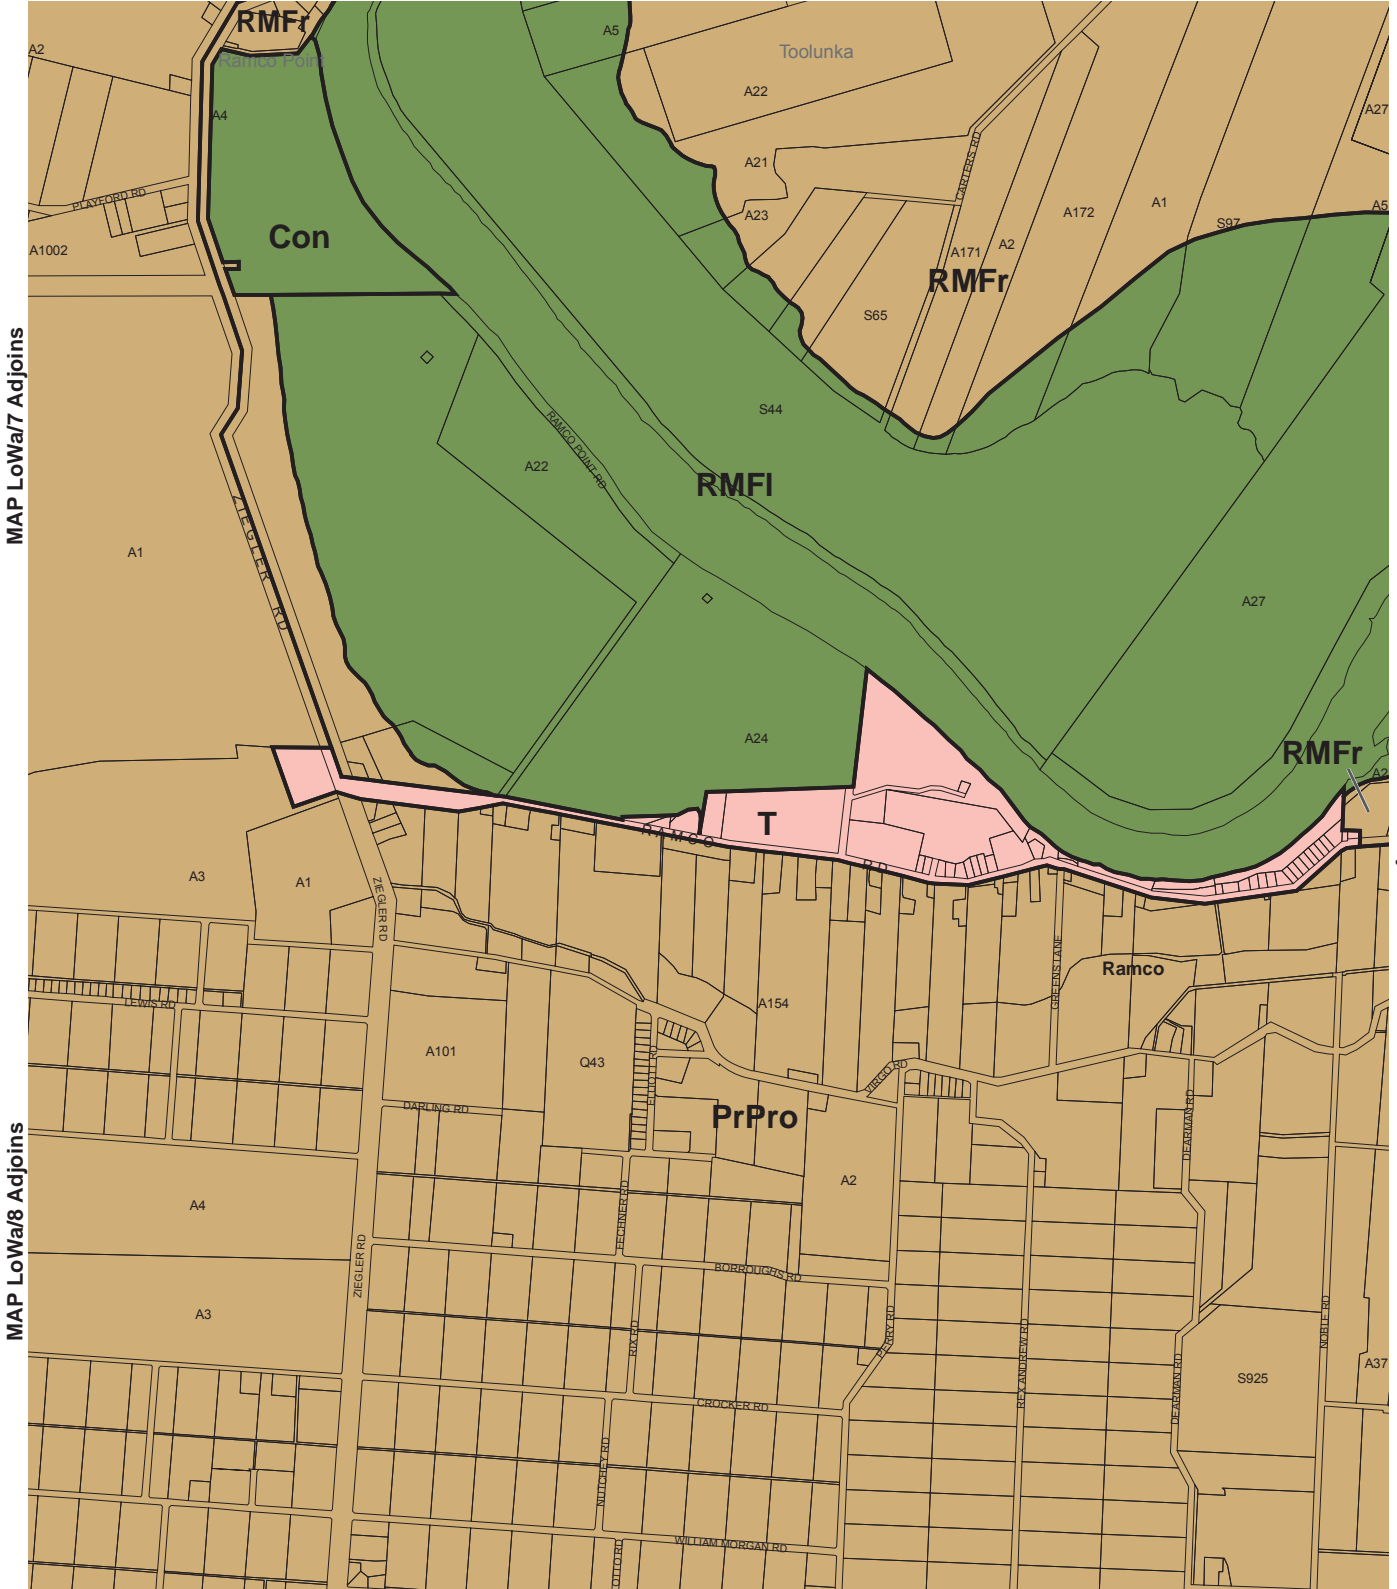 RMFr
Ramco Point
A2
A5
Toolunka
A22
A27
A4
A21
CARTERS RD
PLAYFORD RD
A23
A172
A1
A5
S97
Con
A1002
A171
A2
RMFr
S65
MAP LoWa/7 Adjoins
S44
RAMCO POINT RD
A22
RMFl
ZIEGLER RD
A1
A27
A24
RMFr
A2
T
RAMCO RD
A3
A1
ZIEGLER RD
GREENS LANE
Ramco
LEWIS RD
A154
A101
Q43
ELLIOTT RD
VIRGO RD
DARLING RD
PrPro
DEARMAN RD
MAP LoWa/8 Adjoins
A2
A4
FECHNER RD
ZIEGLER RD
BORROUGHS RD
A3
RIX RD
PERRY RD
REX ANDREW RD
NOBLE RD
DEARMAN RD
A37
S925
CROCKER RD
NUTCHEY RD
WILLIAM MORGAN RD
OTTO RD